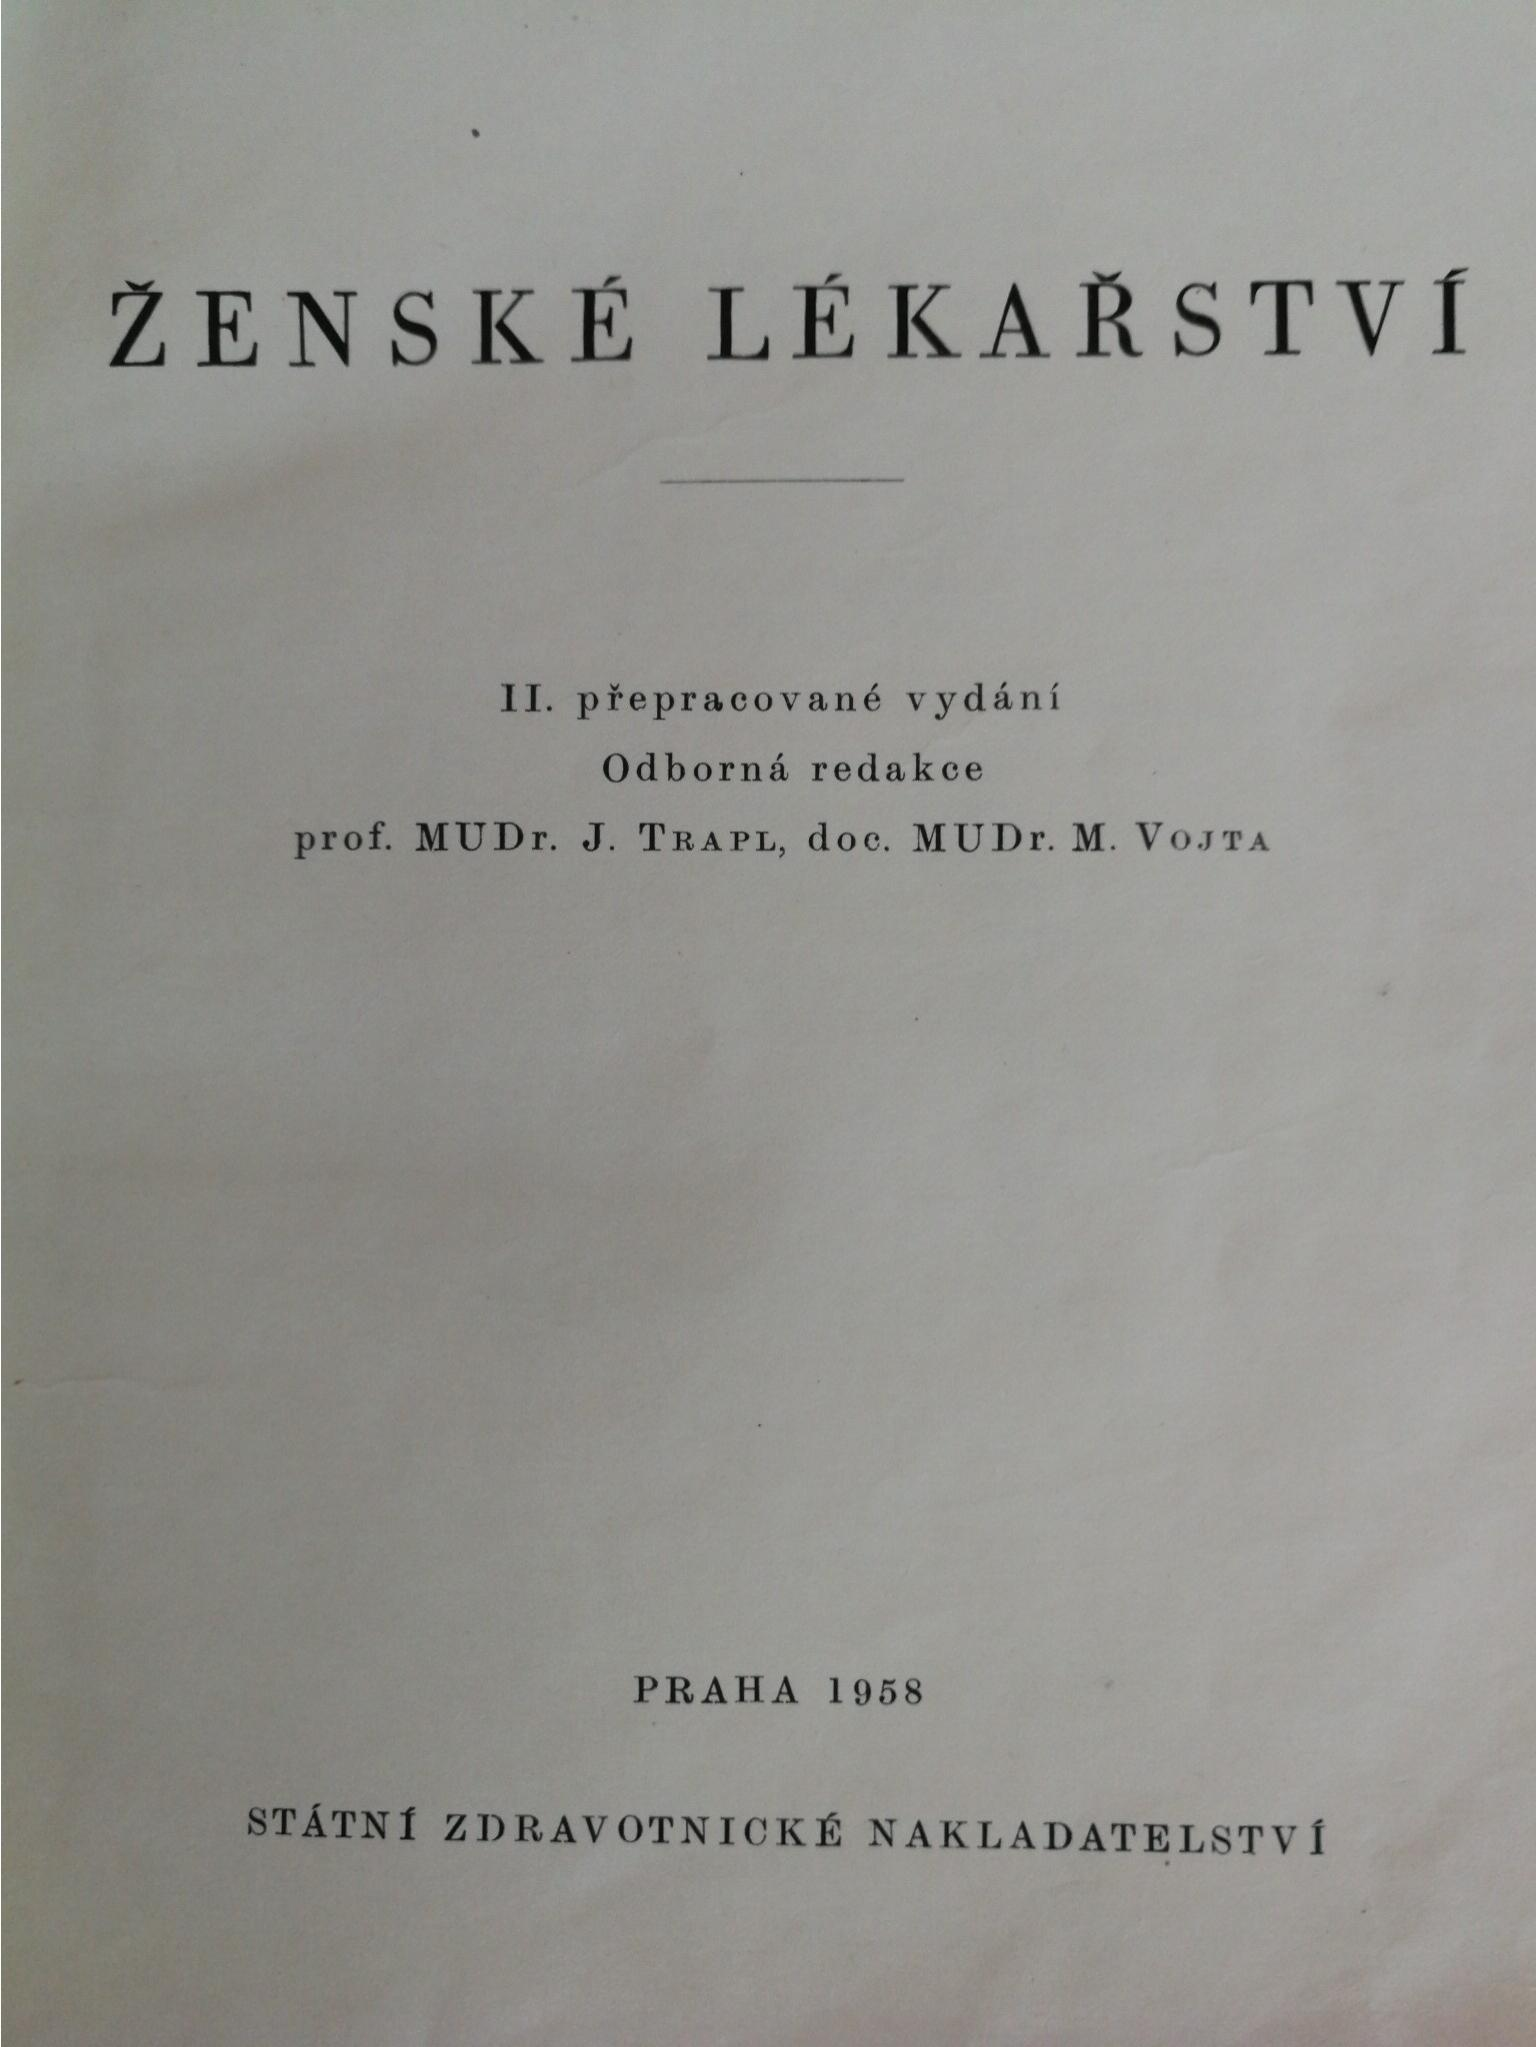 ŽENSKÉ LÉKAŘSTVÍ
II. přepracované vydání
Odborná redakce
prof. MUDr. J. TRAPL, doc. MUDr. M. VOJTA
PRAHA 1958
STÁTNÍ ZDRAVOTNICKÉ NAKLADATELSTVÍ